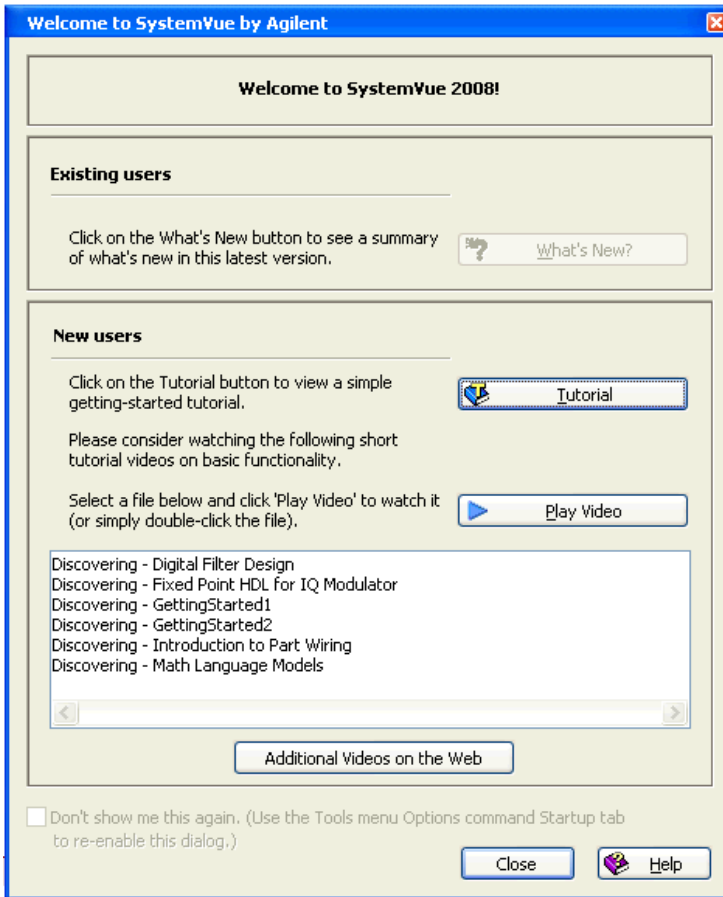 Welcome to SystemVue by Agilent
Welcome to SystemVue 2008!
Existing users
Click on the What's New button to see a summary
of what's new in this latest version.
What's New?
New users
Click on the Tutorial button to view a simple
getting-started tutorial.
Tutorial
Please consider watching the following short
tutorial videos on basic functionality.
Select a file below and click 'Play Video' to watch it
(or simply double-click the file).
Play Video
Discovering - Digital Filter Design
Discovering - Fixed Point HDL for IQ Modulator
Discovering - GettingStarted1
Discovering - GettingStarted2
Discovering - Introduction to Part Wiring
Discovering - Math Language Models
Additional Videos on the Web
Don't show me this again. (Use the Tools menu Options command Startup tab
to re-enable this dialog.)
Close
Help